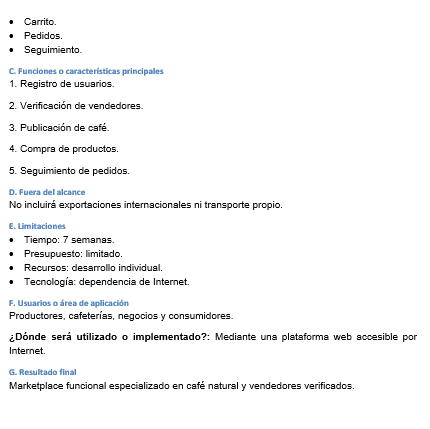 • Carrito.
• Pedidos.
• Seguimiento.
C. Funciones o características principales
1. Registro de usuarios.
2. Verificación de vendedores.
3. Publicación de café.
4. Compra de productos.
5. Seguimiento de pedidos.
D. Fuera del alcance
No incluirá exportaciones internacionales ni transporte propio.
E. Limitaciones
• Tiempo: 7 semanas.
• Presupuesto: limitado.
• Recursos: desarrollo individual.
• Tecnología: dependencia de Internet.
F. Usuarios o área de aplicación
Productores, cafeterías, negocios y consumidores.
¿Dónde será utilizado o implementado?: Mediante una plataforma web accesible por
Internet.
G. Resultado final
Marketplace funcional especializado en café natural y vendedores verificados.